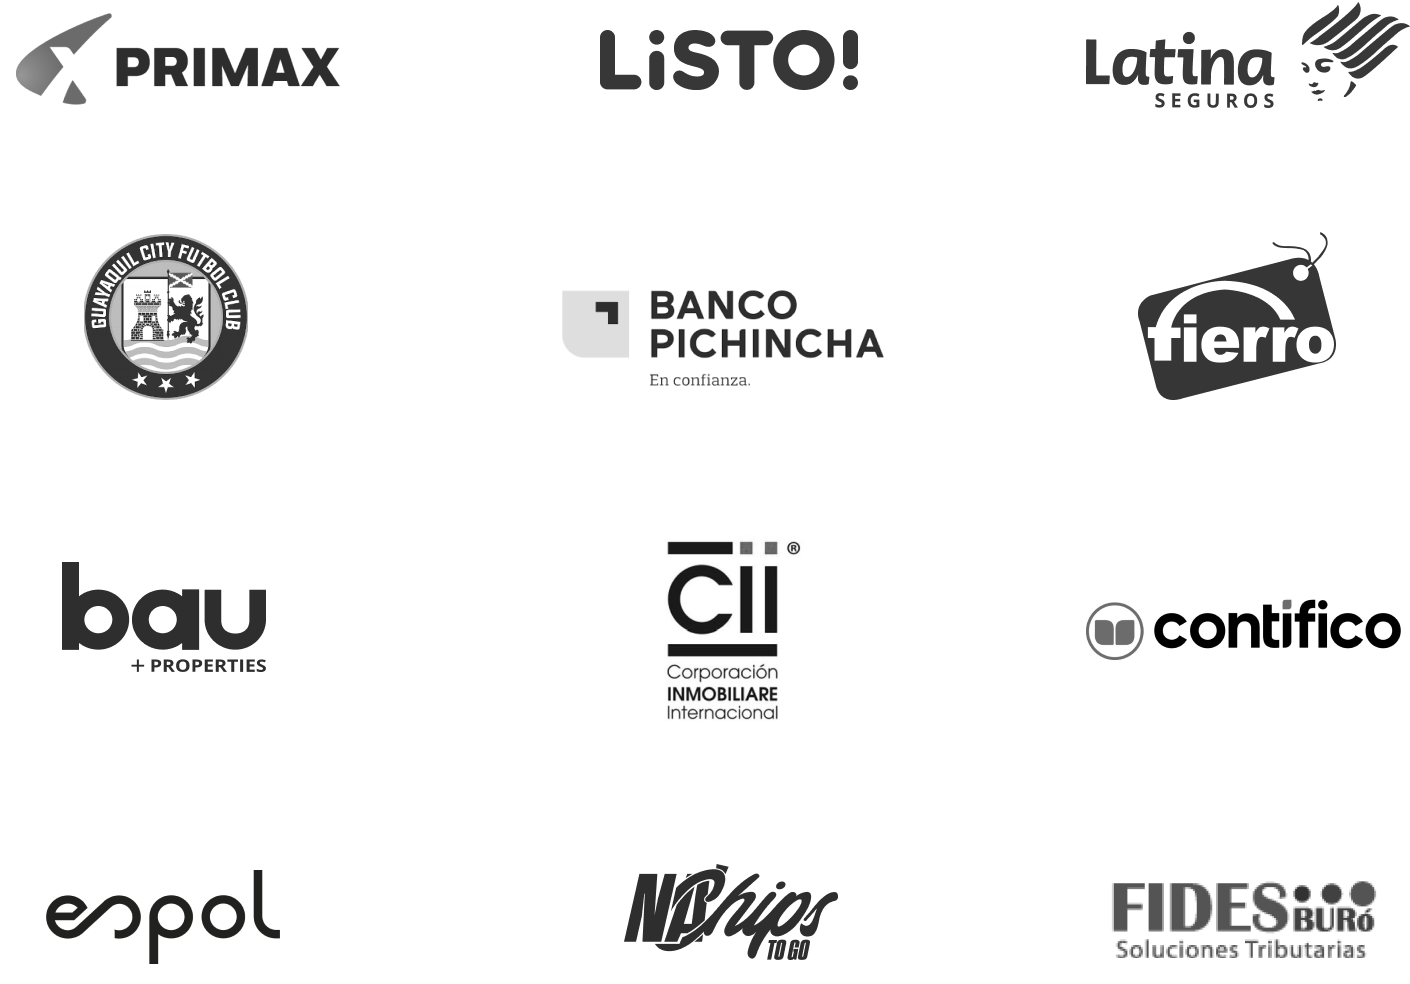 PRIMAX
LiSTO!
Latina
SEGUROS
GUAYAQUIL CITY FUTBOL CLUB
BANCO
PICHINCHA
En confianza.
fierro
bau
+ PROPERTIES
cii ®
Corporación
INMOBILIARE
Internacional
contifico
espol
NAChips
TO GO
FIDES
BURó
Soluciones Tributarias